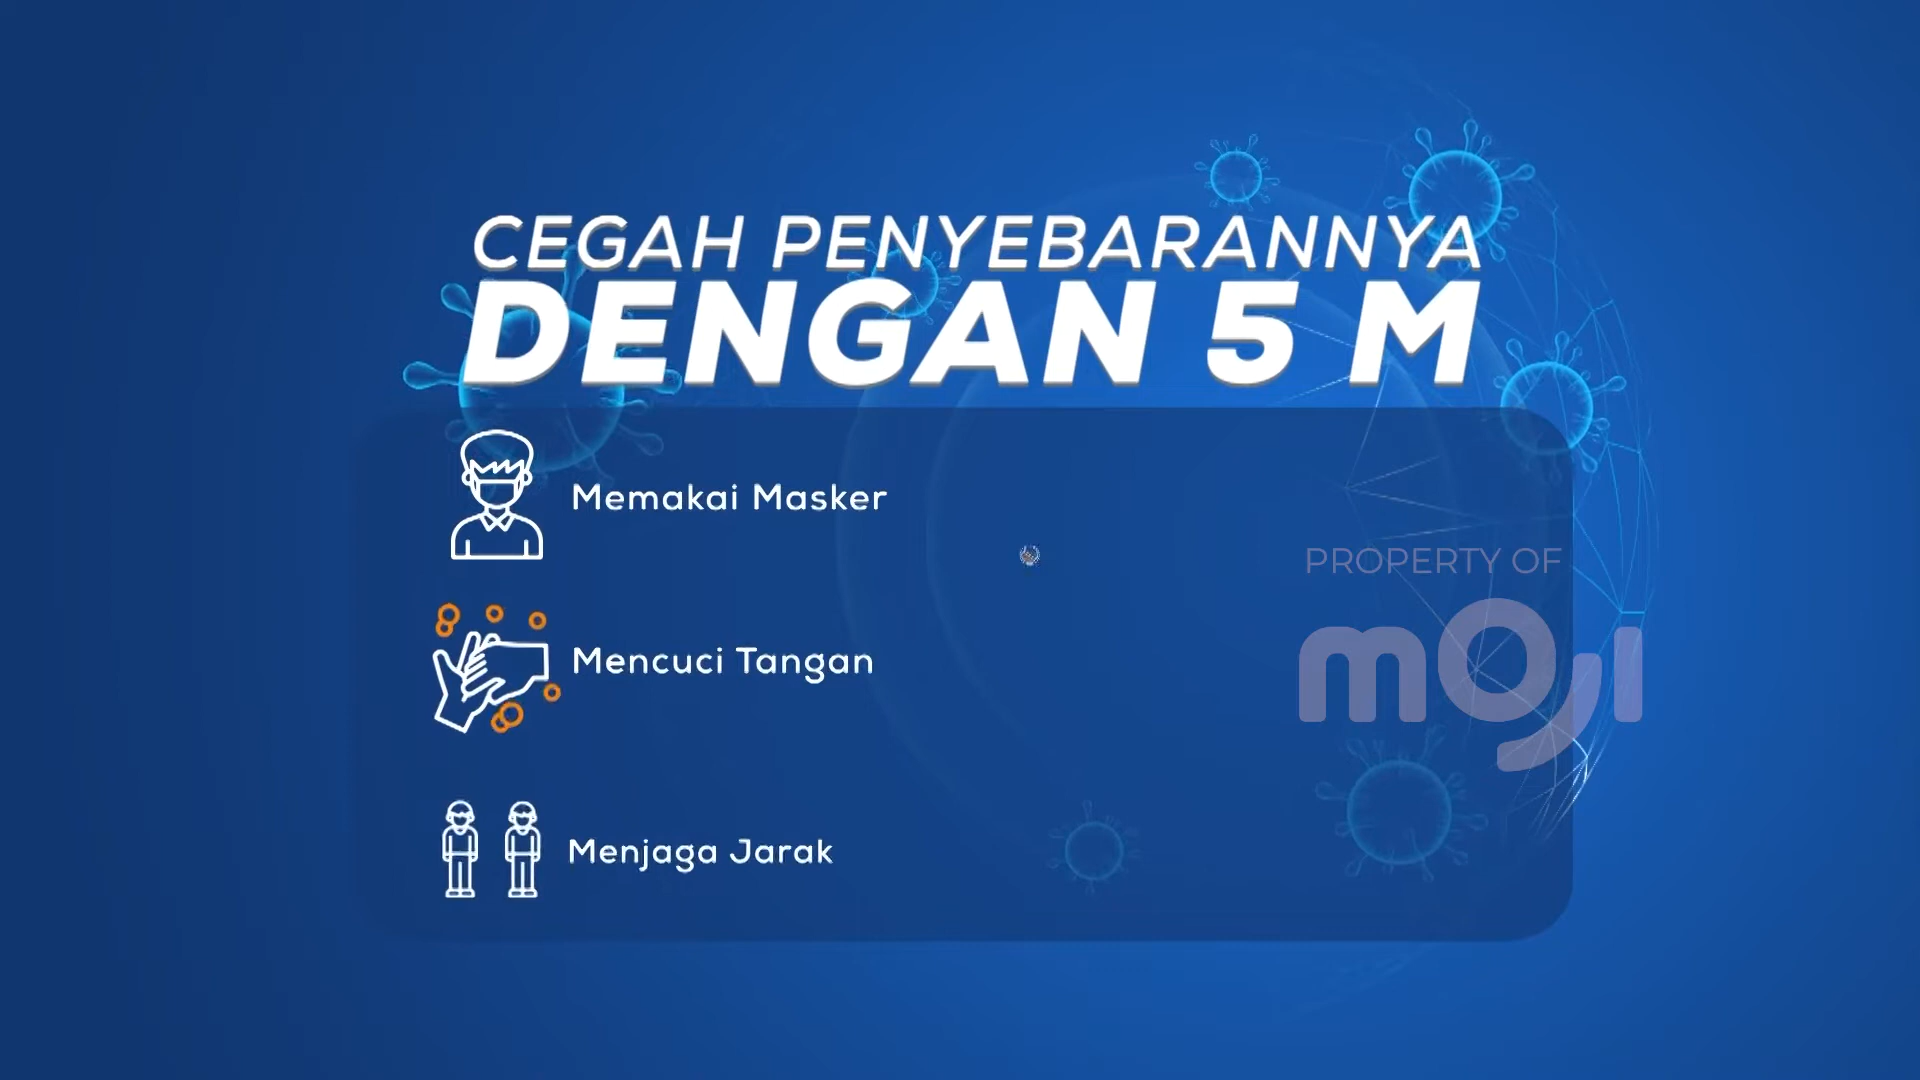 CEGAH PENYEBARANNYA
DENGAN 5 M
Memakai Masker
PROPERTY OF
moji
Mencuci Tangan
Menjaga Jarak